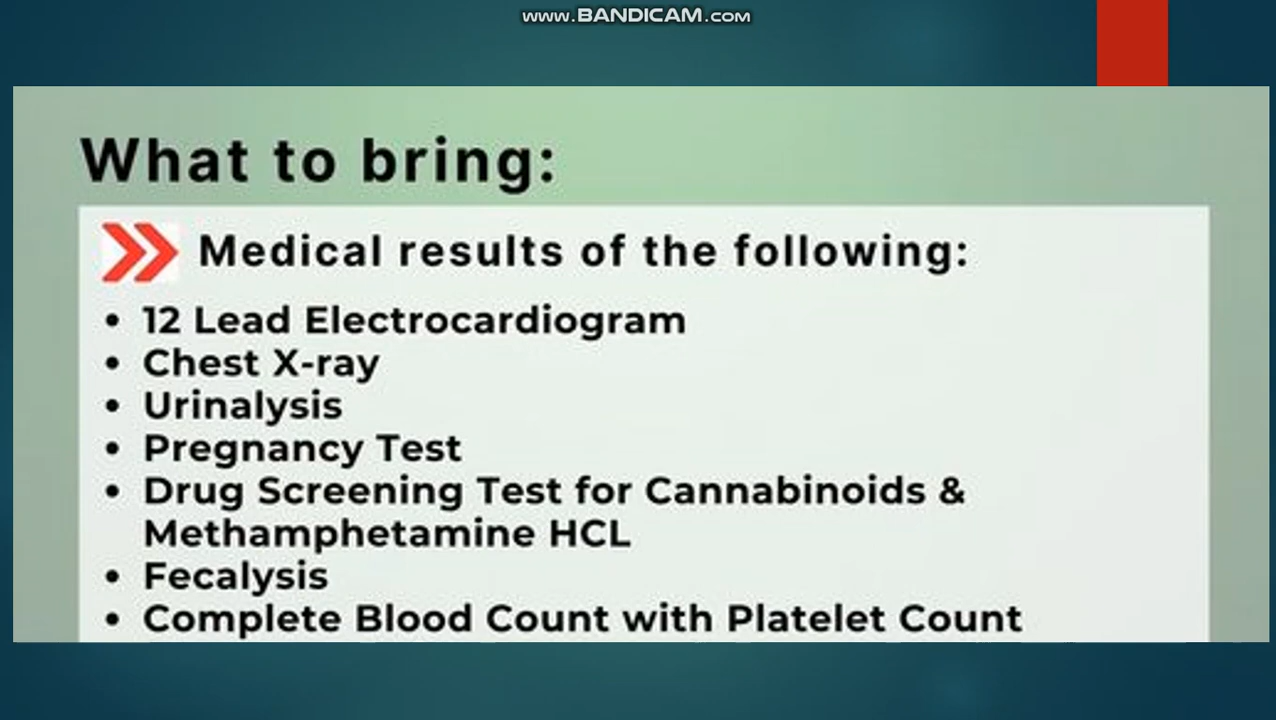 www.BANDICAM.com
What to bring:
Medical results of the following:
• 12 Lead Electrocardiogram
• Chest X-ray
• Urinalysis
• Pregnancy Test
• Drug Screening Test for Cannabinoids &
Methamphetamine HCL
• Fecalysis
• Complete Blood Count with Platelet Count